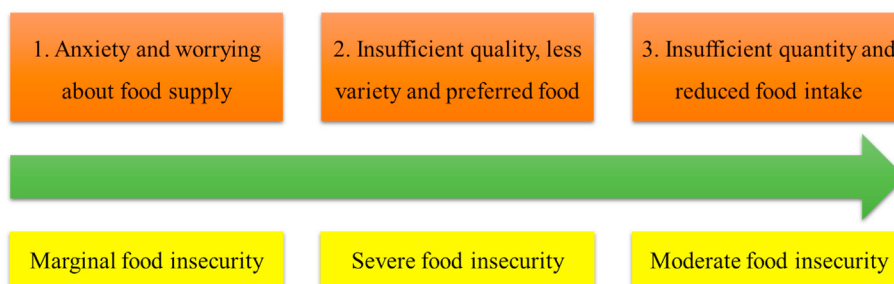 1. Anxiety and worrying
about food supply
2. Insufficient quality, less
variety and preferred food
3. Insufficient quantity and
reduced food intake
Marginal food insecurity
Severe food insecurity
Moderate food insecurity